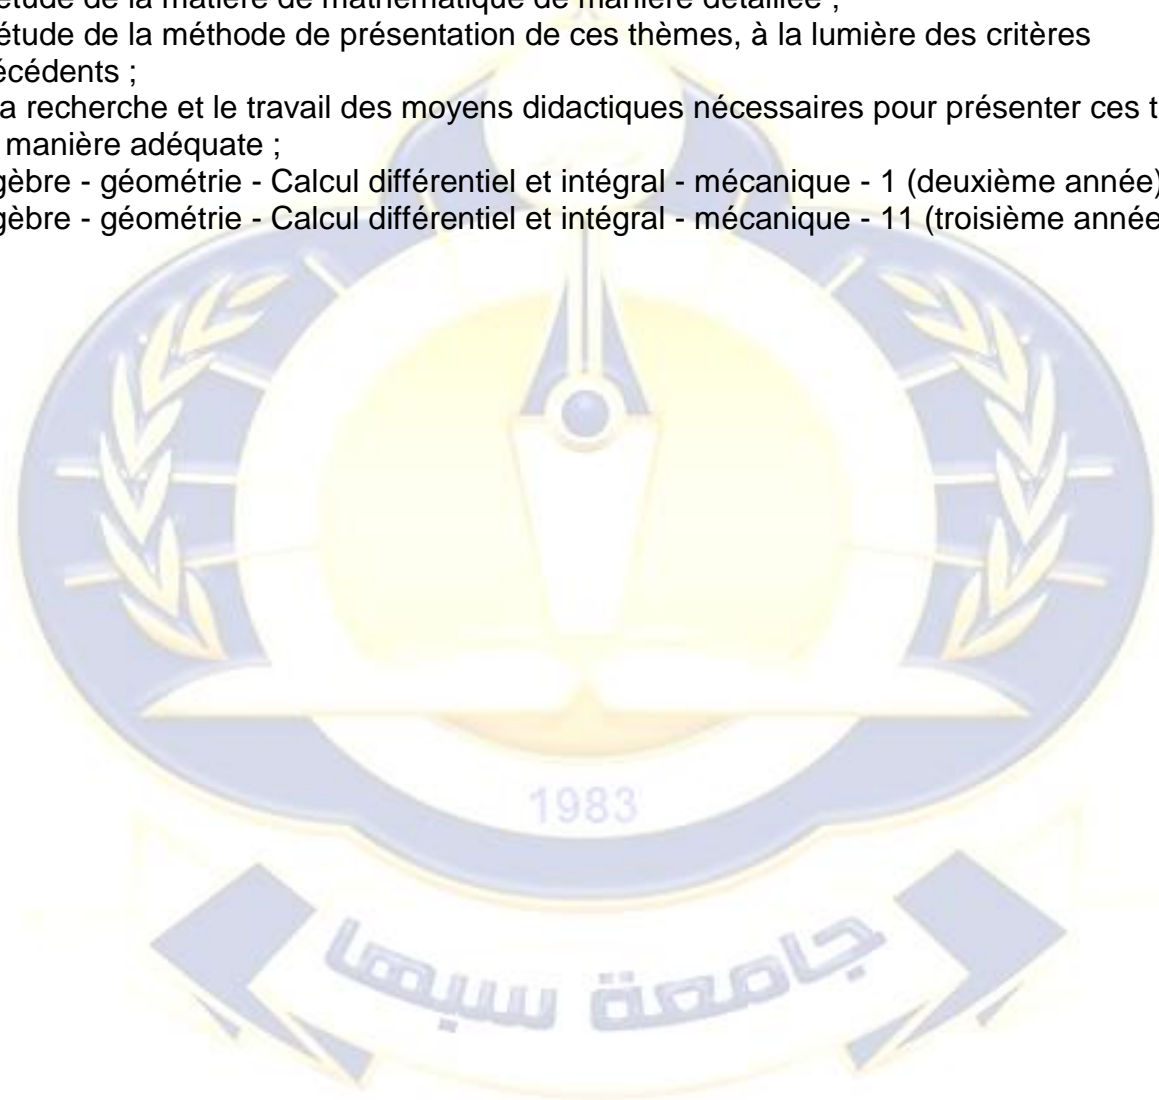 étude de la matière de mathématique de manière détaillée ;
étude de la méthode de présentation de ces thèmes, à la lumière des critères
écédents ;
a recherche et le travail des moyens didactiques nécessaires pour présenter ces t
manière adéquate ;
gèbre - géométrie - Calcul différentiel et intégral - mécanique - 1 (deuxième année)
gèbre - géométrie - Calcul différentiel et intégral - mécanique - 11 (troisième année
1983
جامعة سبها